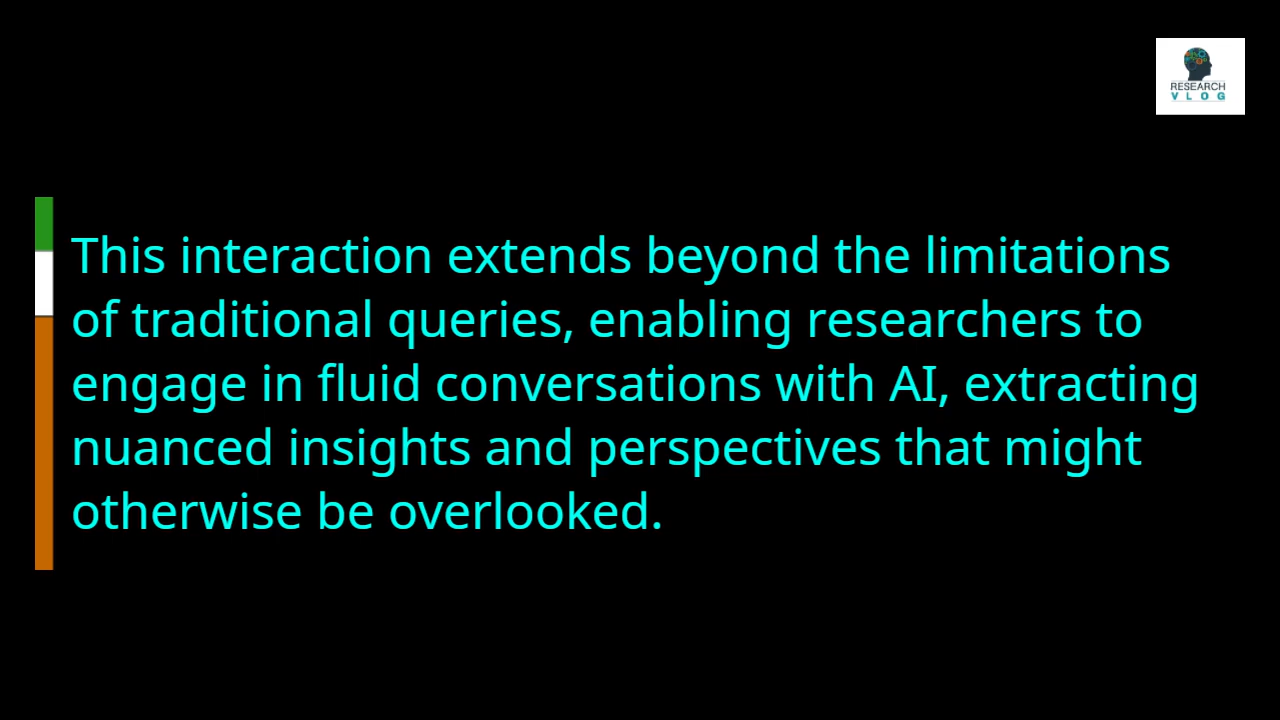 RESEARCH
VLOG
This interaction extends beyond the limitations
of traditional queries, enabling researchers to
engage in fluid conversations with AI, extracting
nuanced insights and perspectives that might
otherwise be overlooked.